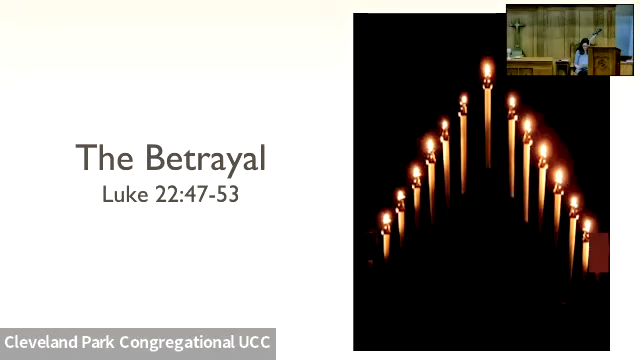 The Betrayal
Luke 22:47-53
Cleveland Park Congregational UCC